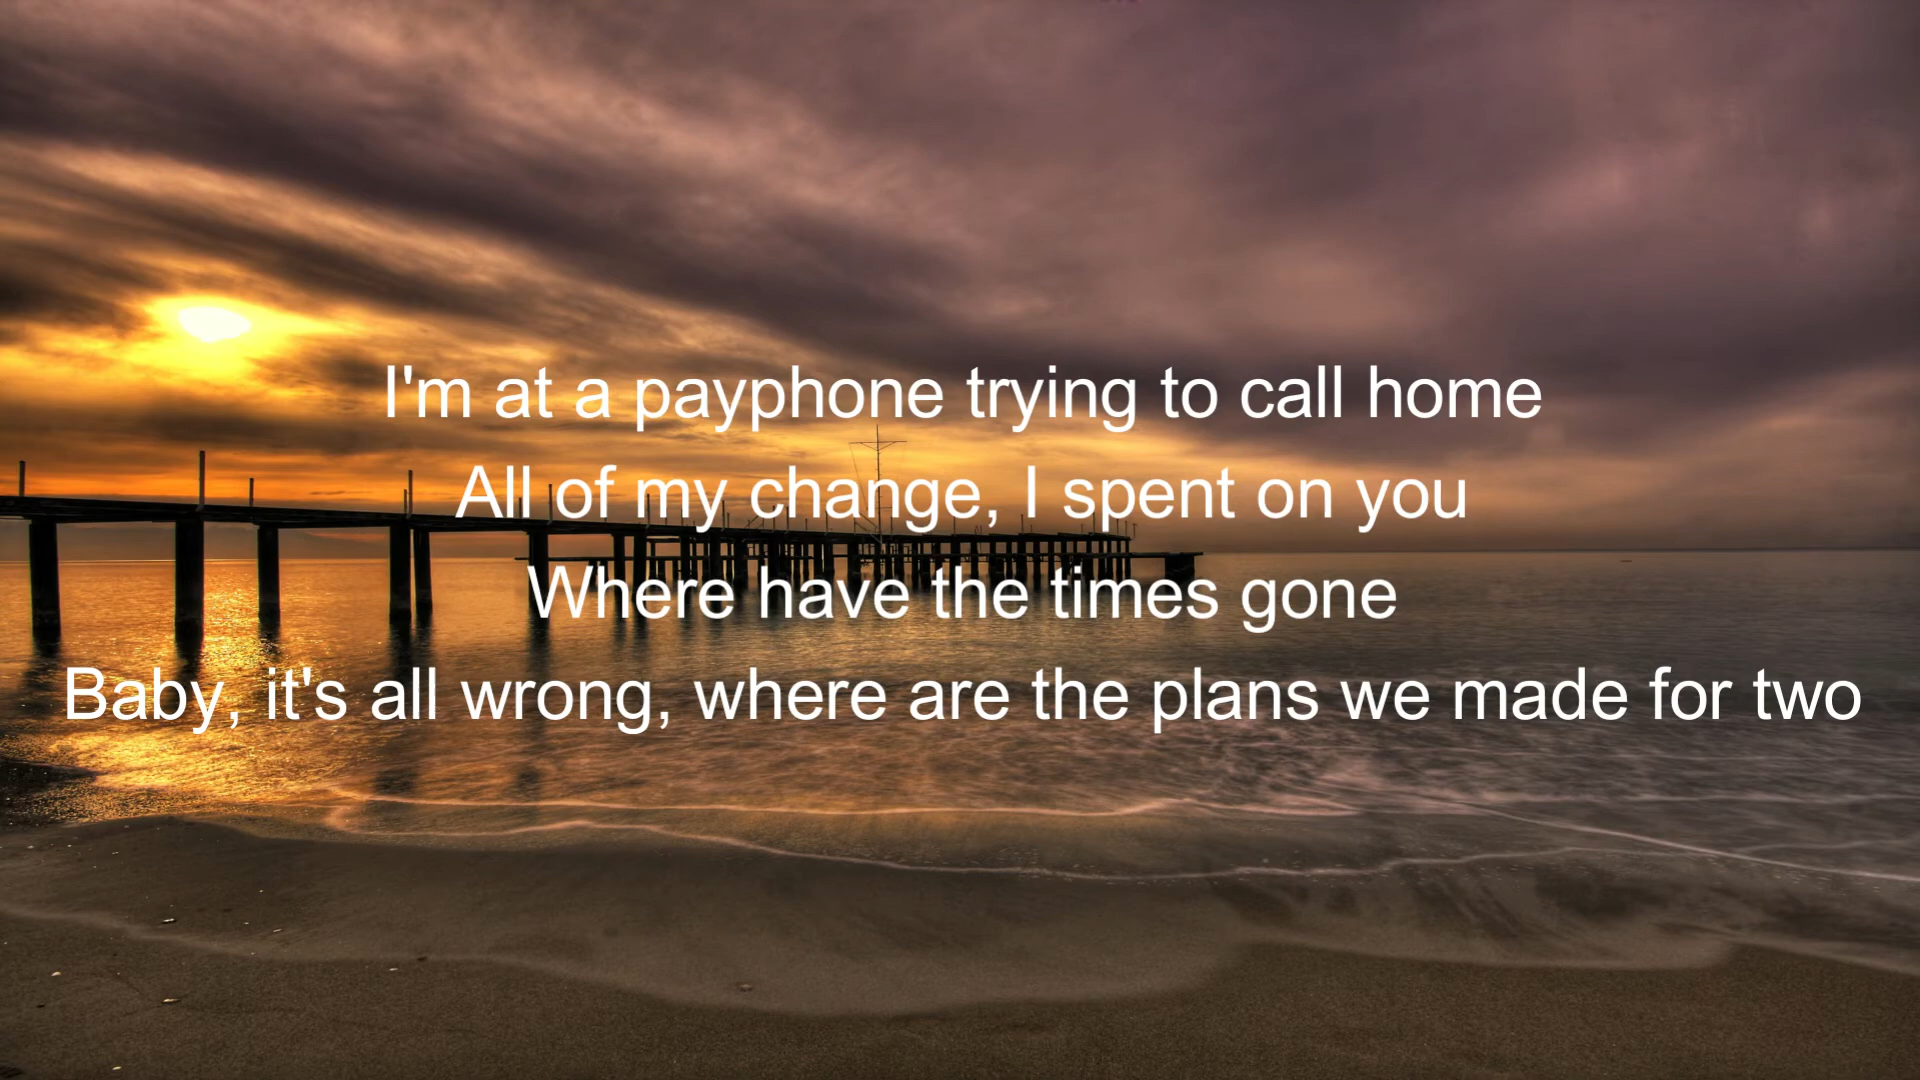 I'm at a payphone trying to call home
All of my change, I spent on you
Where have the times gone
Baby, it's all wrong, where are the plans we made for two